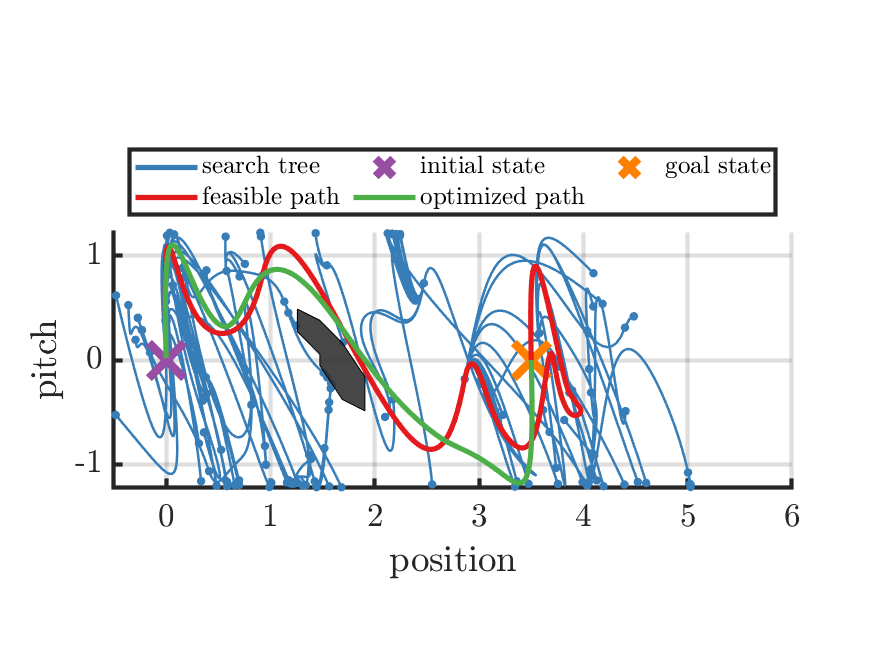 search tree initial state goal state
feasible path optimized path
1
0
-1
pitch
0 1 2 3 4 5 6
position